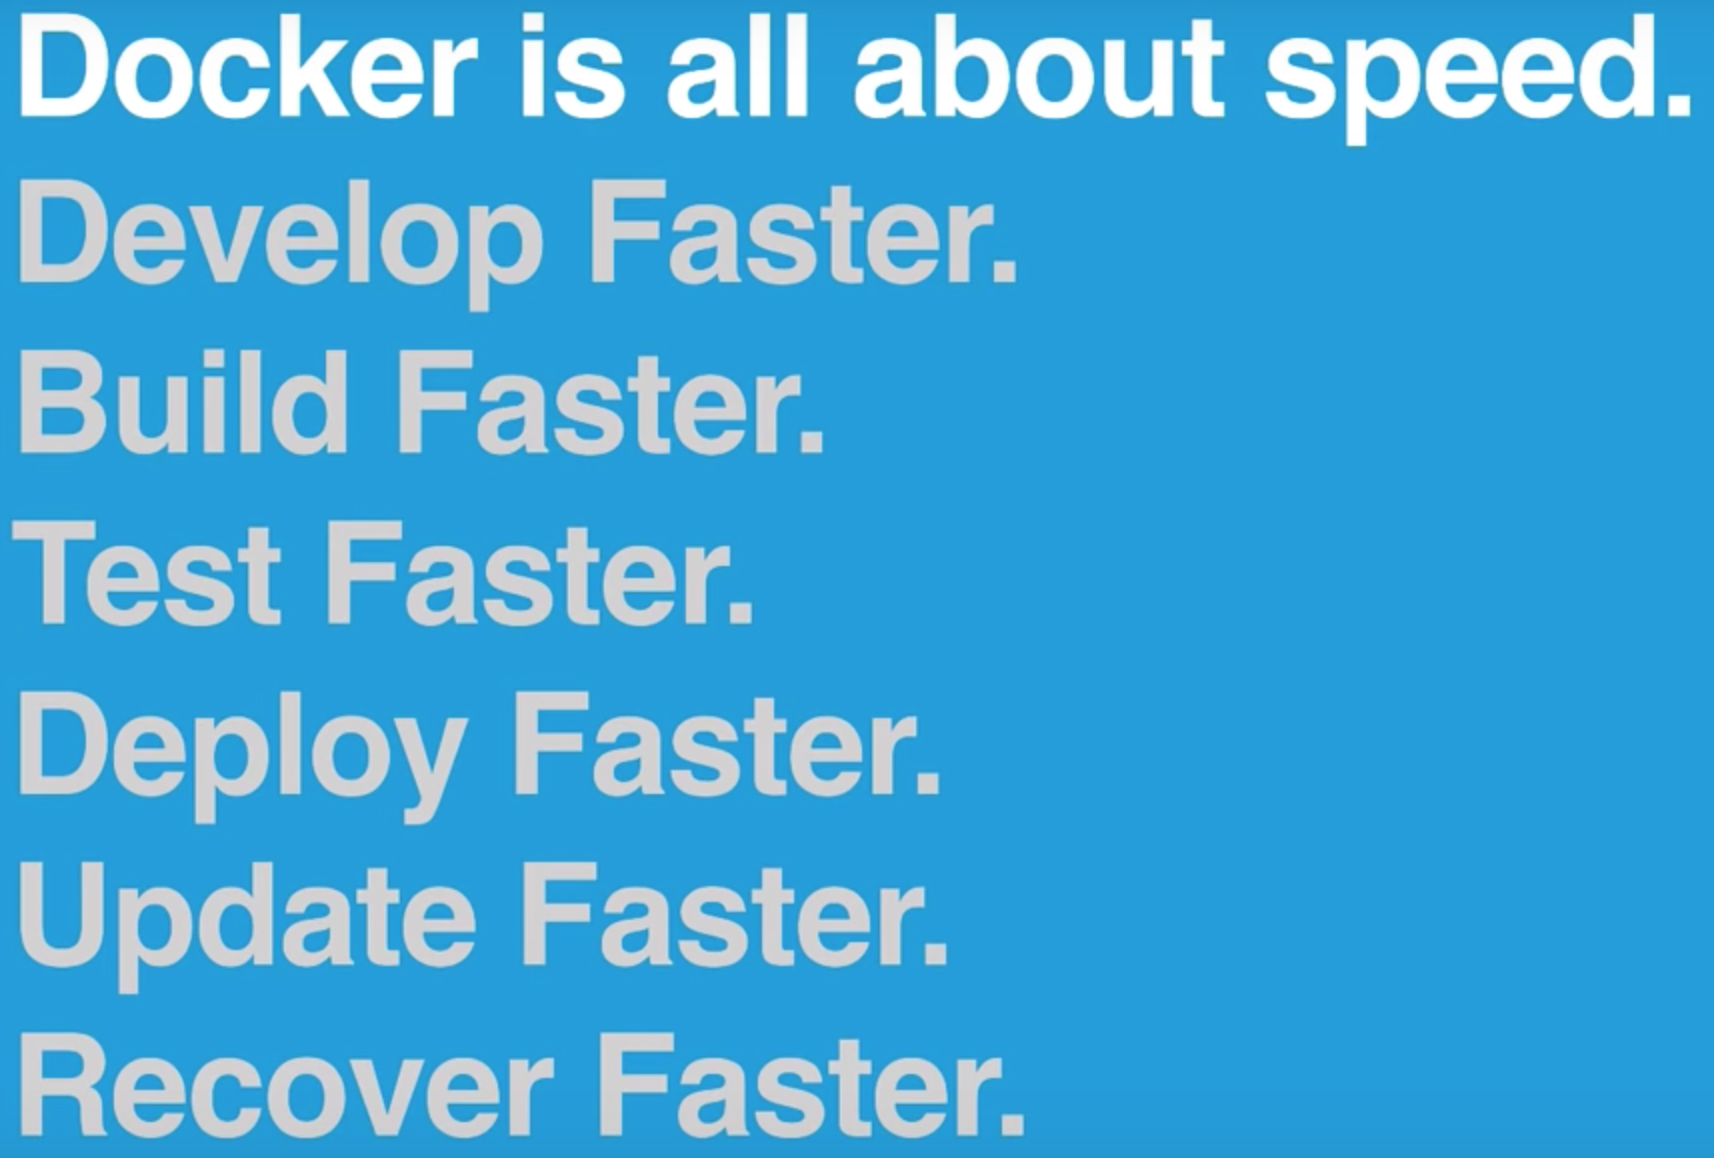 Docker is all about speed.
Develop Faster.
Build Faster.
Test Faster.
Deploy Faster.
Update Faster.
Recover Faster.